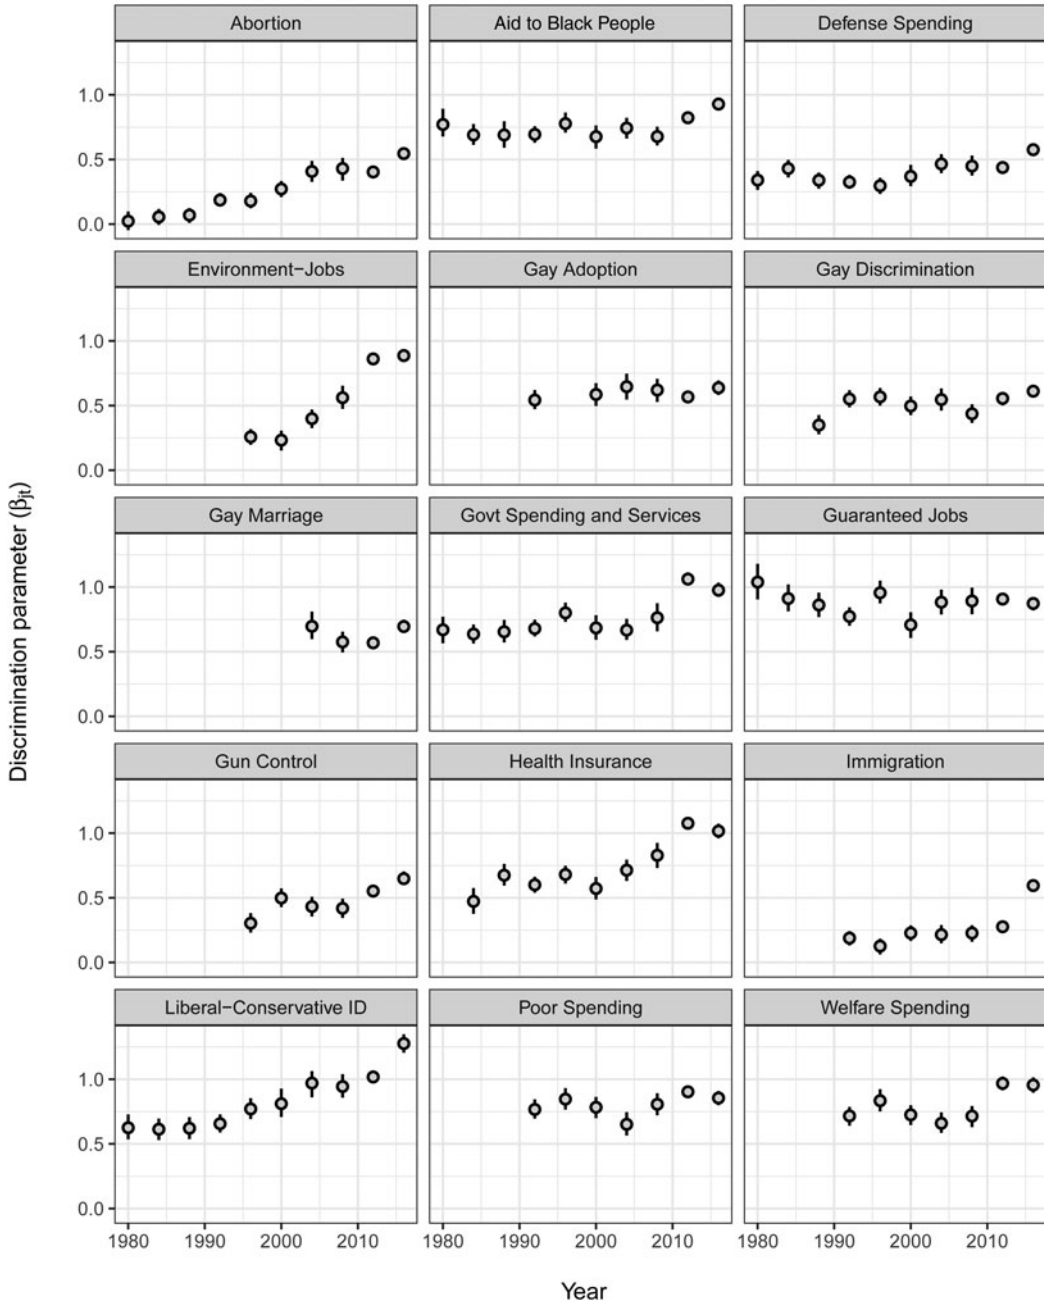 Abortion
Aid to Black People
Defense Spending
1.0
0.5
0.0
Environment−Jobs
Gay Adoption
Gay Discrimination
1.0
0.5
0.0
Gay Marriage
Govt Spending and Services
Guaranteed Jobs
1.0
0.5
0.0
Gun Control
Health Insurance
Immigration
1.0
0.5
0.0
Liberal−Conservative ID
Poor Spending
Welfare Spending
1.0
0.5
0.0
1980 1990 2000 2010
1980 1990 2000 2010
1980 1990 2000 2010
Year
Discrimination parameter (βjt)